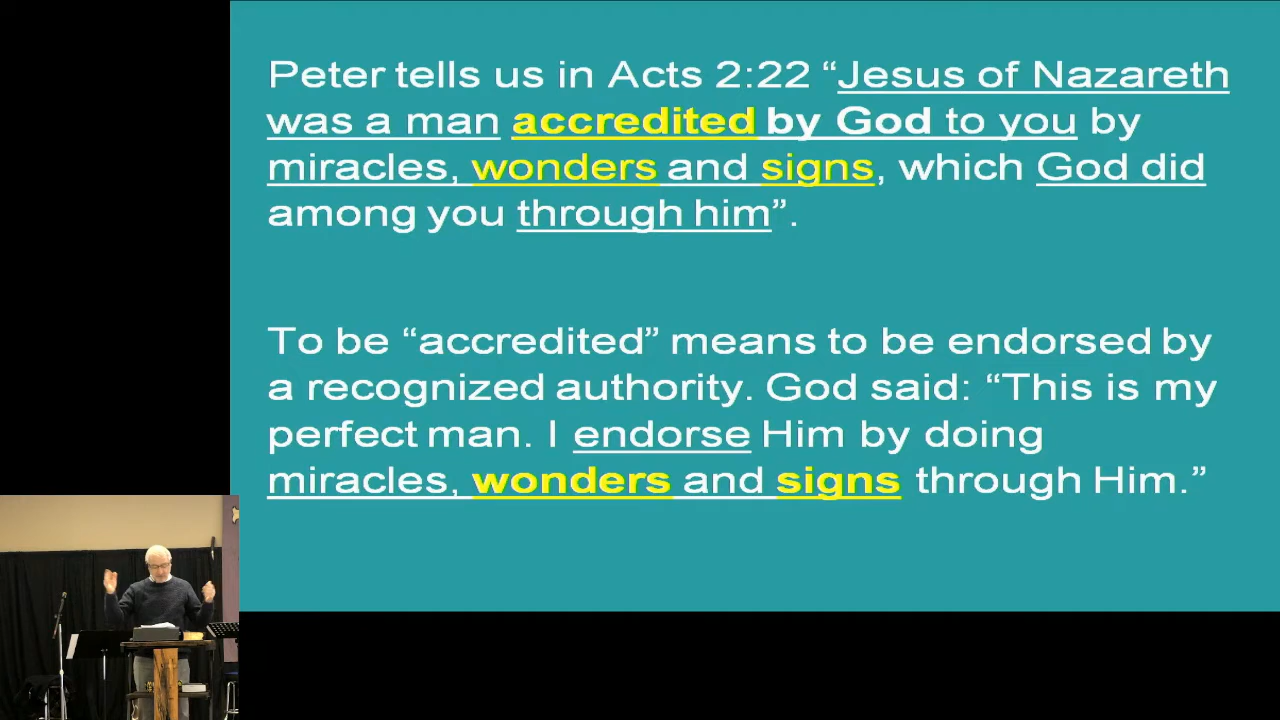 Peter tells us in Acts 2:22 “Jesus of Nazareth
was a man accredited by God to you by
miracles, wonders and signs, which God did
among you through him”.
To be “accredited” means to be endorsed by
a recognized authority. God said: “This is my
perfect man. I endorse Him by doing
miracles, wonders and signs through Him.”